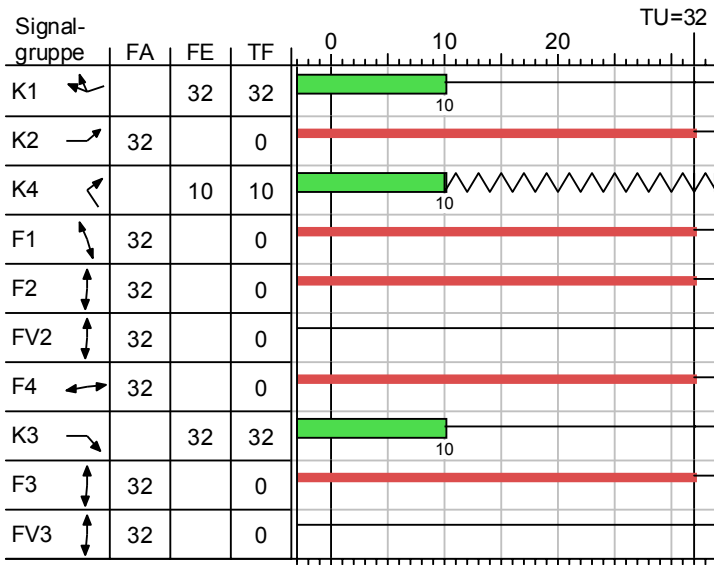 TU=32
Signal-
gruppe FA FE TF 0 10 20
K1 32 32
10
K2 32 0
K4 10 10
10
F1 32 0
F2 32 0
FV2 32 0
F4 32 0
K3 32 32
10
F3 32 0
FV3 32 0